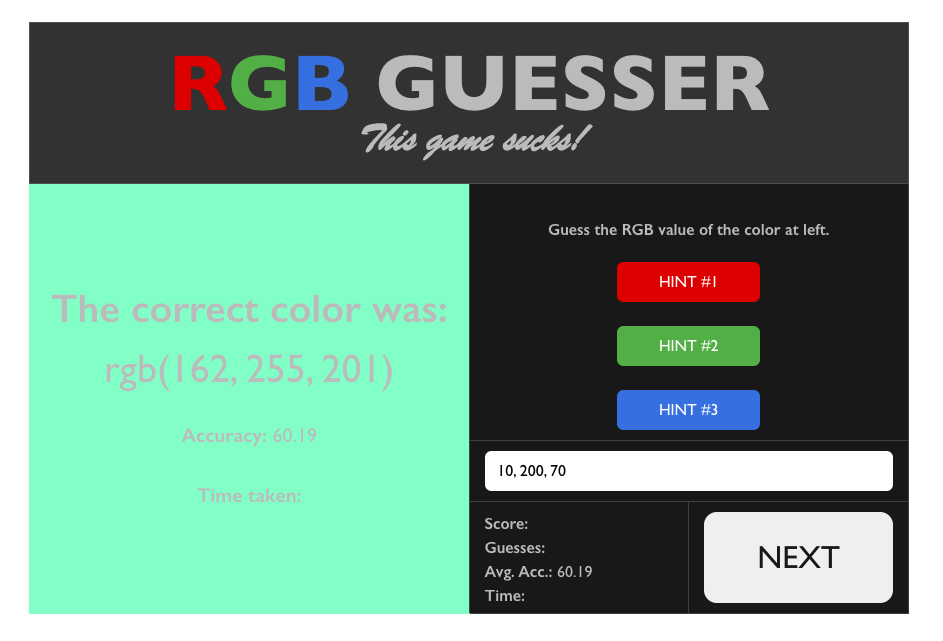 RGB GUESSER
This game sucks!
The correct color was:
rgb(162, 255, 201)
Accuracy: 60.19
Time taken:
Guess the RGB value of the color at left.
HINT #1
HINT #2
HINT #3
10, 200, 70
Score:
Guesses:
Avg. Acc.: 60.19
Time:
NEXT